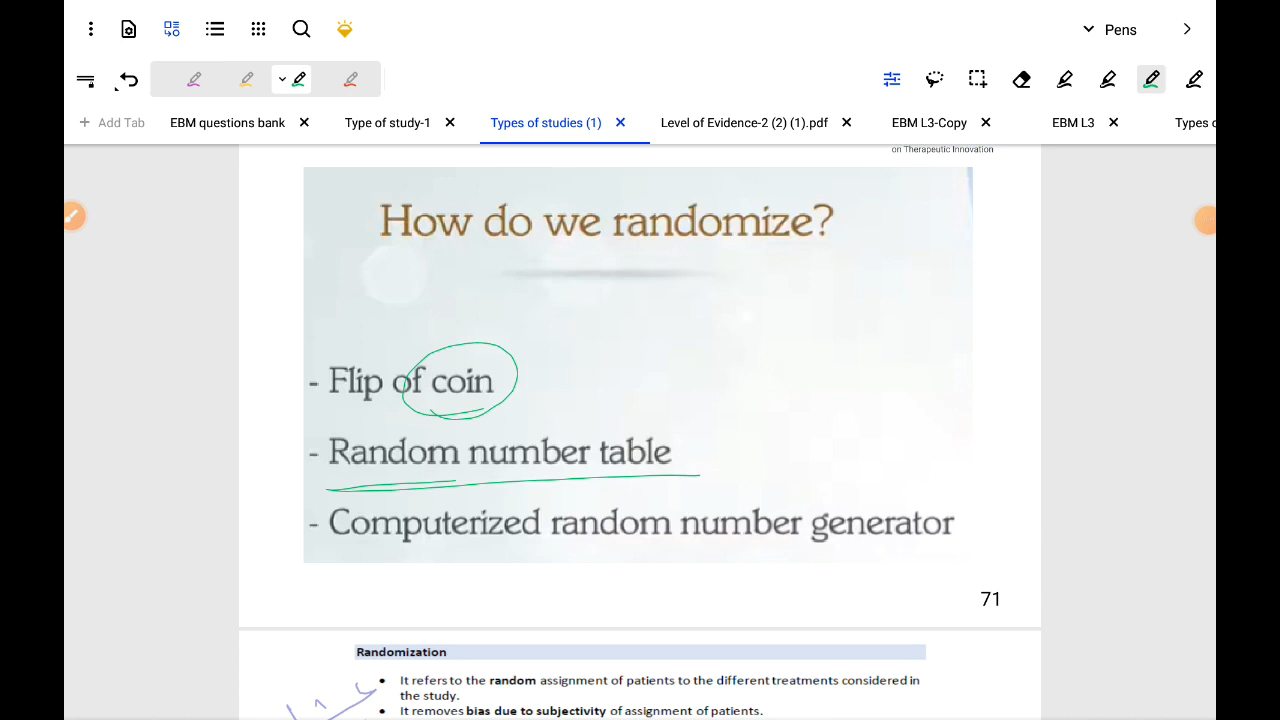 Pens
Add Tab
EBM questions bank
Type of study-1
Types of studies (1)
Level of Evidence-2 (2) (1).pdf
EBM L3-Copy
EBM L3
Types
on Therapeutic Innovation
How do we randomize?
- Flip of coin
- Random number table
- Computerized random number generator
71
Randomization
• It refers to the random assignment of patients to the different treatments considered in
the study.
• It removes bias due to subjectivity of assignment of patients.